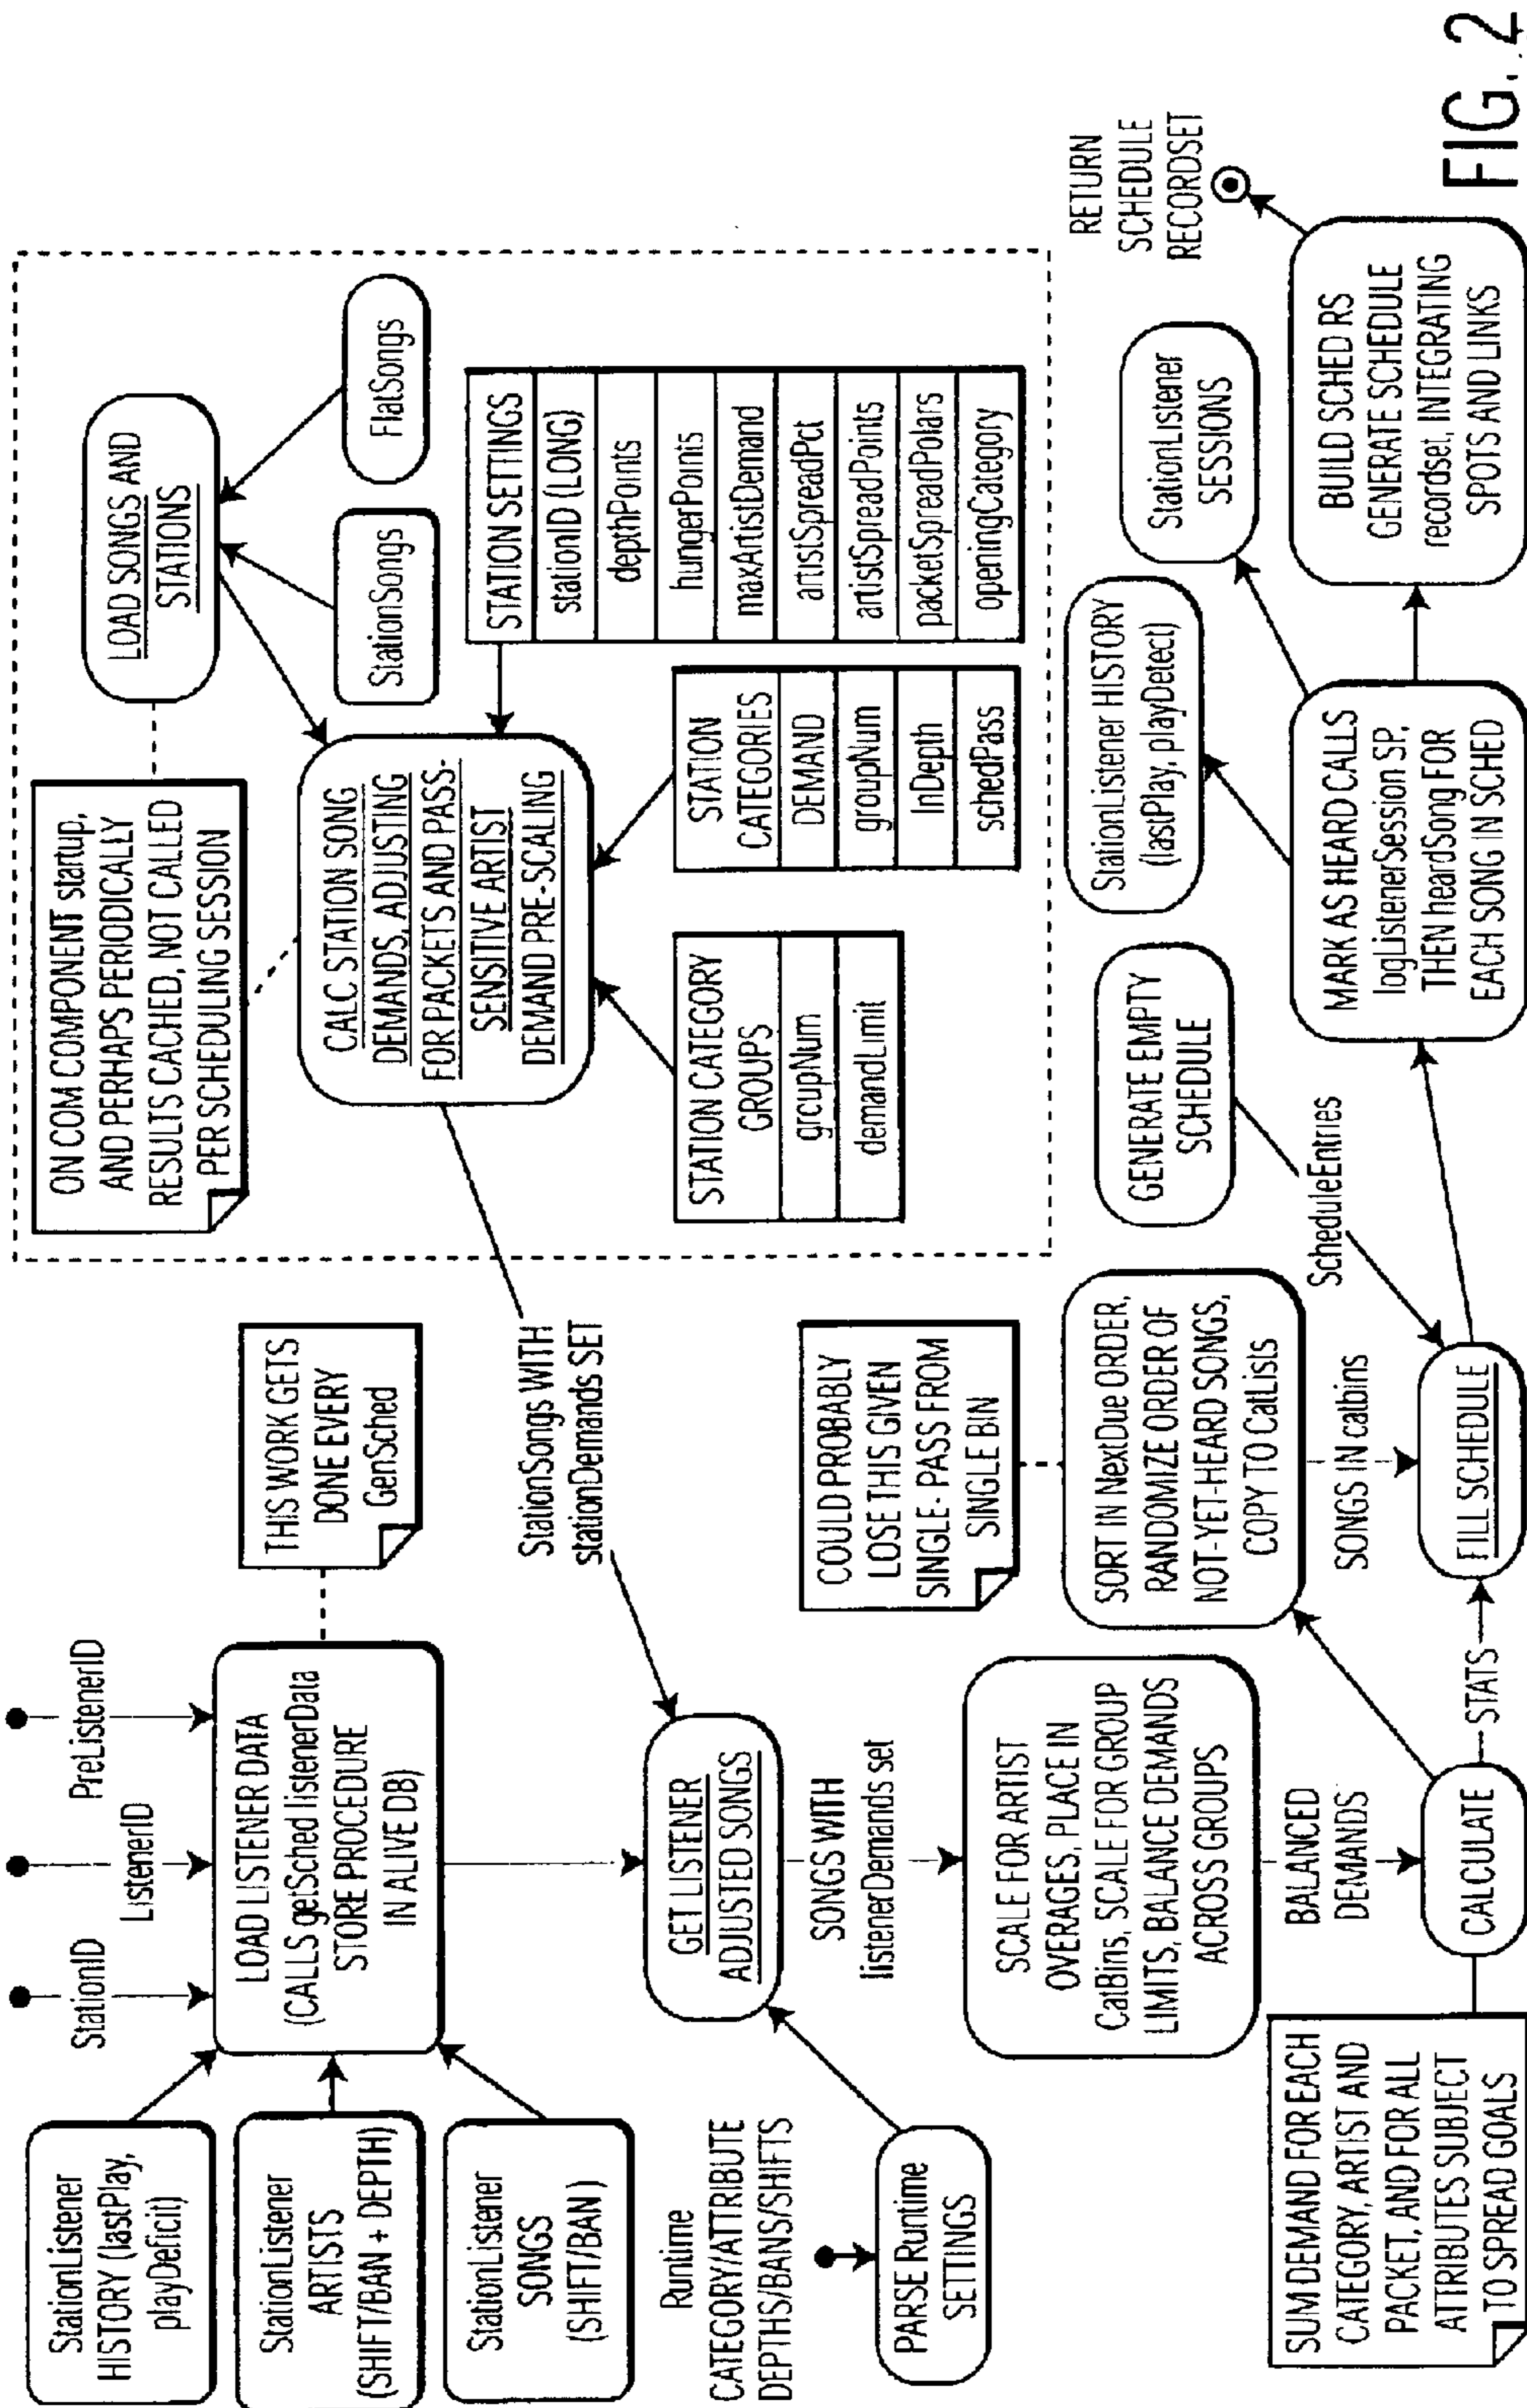 StationID
ListenerID
PreListenerID
StationListener
HISTORY (lastPlay,
playDeficit)
StationListener
ARTISTS
(SHIFT/BAN + DEPTH)
StationListener
SONGS
(SHIFT/BAN )
LOAD LISTENER DATA
(CALLS getSched listenerData
STORE PROCEDURE
IN ALIVE DB)
THIS WORK GETS
DONE EVERY
GenSched
Runtime
CATEGORY/ATTRIBUTE
DEPTHS/BANS/SHIFTS
PARSE Runtime
SETTINGS
GET LISTENER
ADJUSTED SONGS
StationSongs WITH
stationDemands SET
SONGS WITH
listenerDemands set
SCALE FOR ARTIST
OVERAGES, PLACE IN
CatBins, SCALE FOR GROUP
LIMITS, BALANCE DEMANDS
ACROSS GROUPS
BALANCED
DEMANDS
SUM DEMAND FOR EACH
CATEGORY, ARTIST AND
PACKET, AND FOR ALL
ATTRIBUTES SUBJECT
TO SPREAD GOALS
CALCULATE
STATS
COULD PROBABLY
LOSE THIS GIVEN
SINGLE- PASS FROM
SINGLE BIN
SORT IN NextDue ORDER,
RANDOMIZE ORDER OF
NOT-YET-HEARD SONGS,
COPY TO CatLists
SONGS IN catbins
FILL SCHEDULE
ON COM COMPONENT startup,
AND PERHAPS PERIODICALLY
RESULTS CACHED, NOT CALLED
PER SCHEDULING SESSION
LOAD SONGS AND
STATIONS
StationSongs
FlatSongs
CALC STATION SONG
DEMANDS, ADJUSTING
FOR PACKETS AND PASS-
SENSITIVE ARTIST
DEMAND PRE-SCALING
STATION CATEGORY
GROUPS
grcupNum
demandLimit
STATION
CATEGORIES
DEMAND
groupNum
InDepth
schedPass
STATION SETTINGS
stationID (LONG)
depthPoints
hungerPoints
maxArtistDemand
artistSpreadPct
artistSpreadPoints
packetSpreadPolars
openingCategory
GENERATE EMPTY
SCHEDULE
ScheduleEntries
StationListener HISTORY
(lastPlay, playDetect)
StationListener
SESSIONS
MARK AS HEARD CALLS
logListenerSession SP,
THEN heardSong FOR
EACH SONG IN SCHED
BUILD SCHED RS
GENERATE SCHEDULE
recordset, INTEGRATING
SPOTS AND LINKS
RETURN
SCHEDULE
RECORDSET
FIG. 2